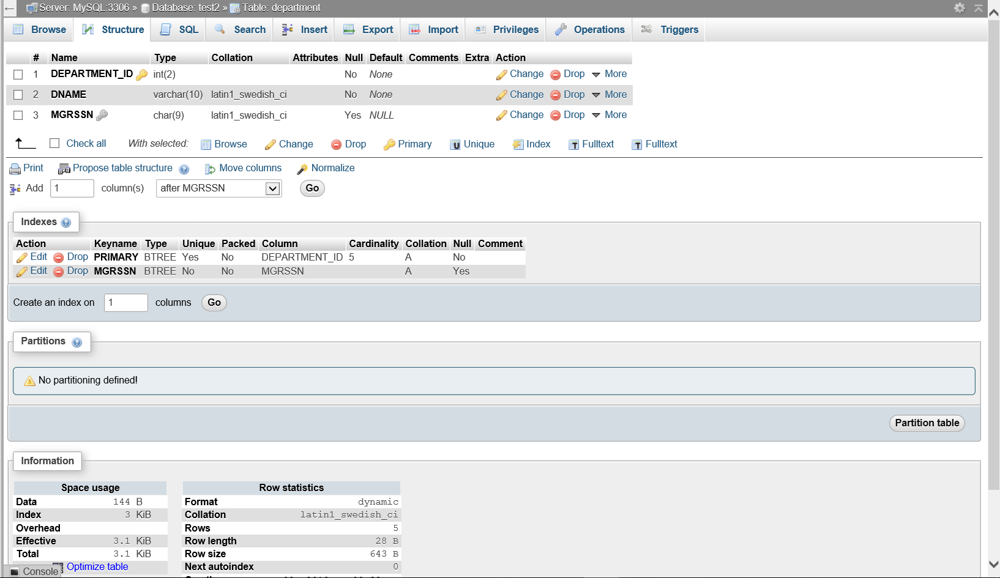 Server: MySQL:3306 » Database: test2 » Table: department
Browse Structure SQL Search Insert Export Import Privileges Operations Triggers
# Name Type Collation Attributes Null Default Comments Extra Action
1 DEPARTMENT_ID int(2) No None Change Drop More
2 DNAME varchar(10) latin1_swedish_ci No None Change Drop More
3 MGRSSN char(9) latin1_swedish_ci Yes NULL Change Drop More
Check all With selected: Browse Change Drop Primary Unique Index Fulltext Fulltext
Print Propose table structure Move columns Normalize
Add 1 column(s) after MGRSSN Go
Indexes
Action Keyname Type Unique Packed Column Cardinality Collation Null Comment
Edit Drop PRIMARY BTREE Yes No DEPARTMENT_ID 5 A No
Edit Drop MGRSSN BTREE No No MGRSSN A Yes
Create an index on 1 columns Go
Partitions
No partitioning defined!
Partition table
Information
Space usage
Data 144 B
Index 3 KiB
Overhead
Effective 3.1 KiB
Total 3.1 KiB
Optimize table
Row statistics
Format dynamic
Collation latin1_swedish_ci
Rows 5
Row length 28 B
Row size 643 B
Next autoindex 0
Console